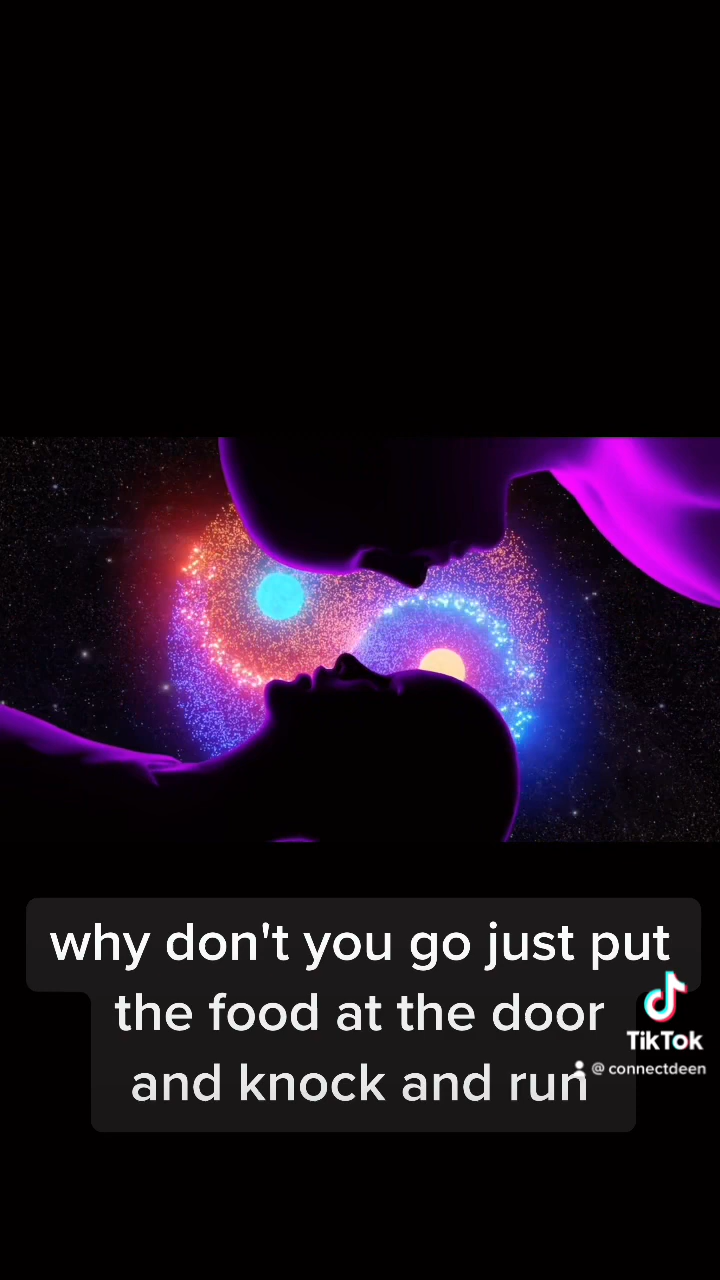 why don't you go just put
the food at the door
and knock and run
TikTok
@connectdeen